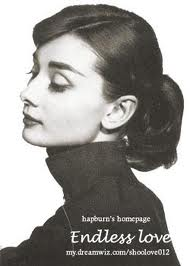 hapburn's homepage
Endless love
my.dreamwiz.com/shoolove012